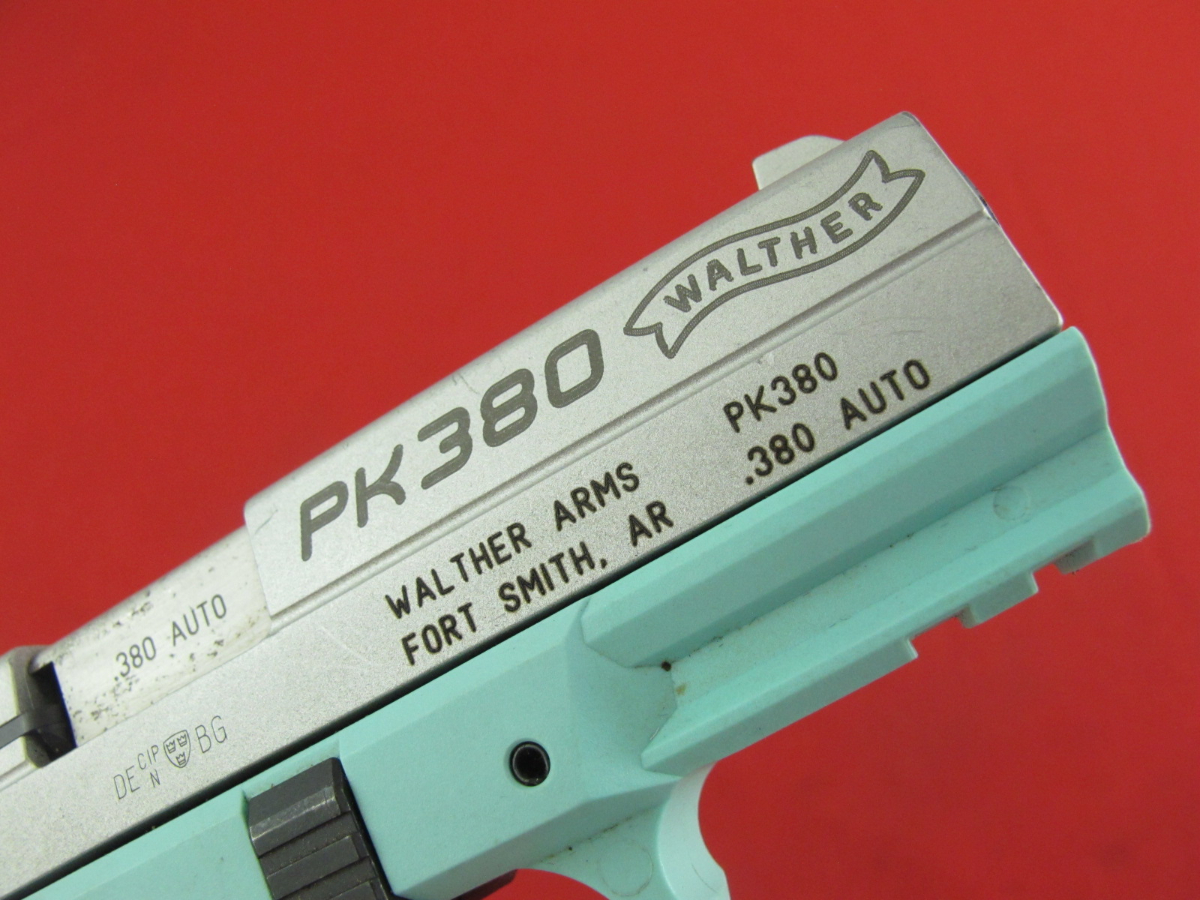 WALTHER
PK380
PK380
.380 AUTO
WALTHER ARMS
FORT SMITH, AR
.380 AUTO
DE CIP N BG